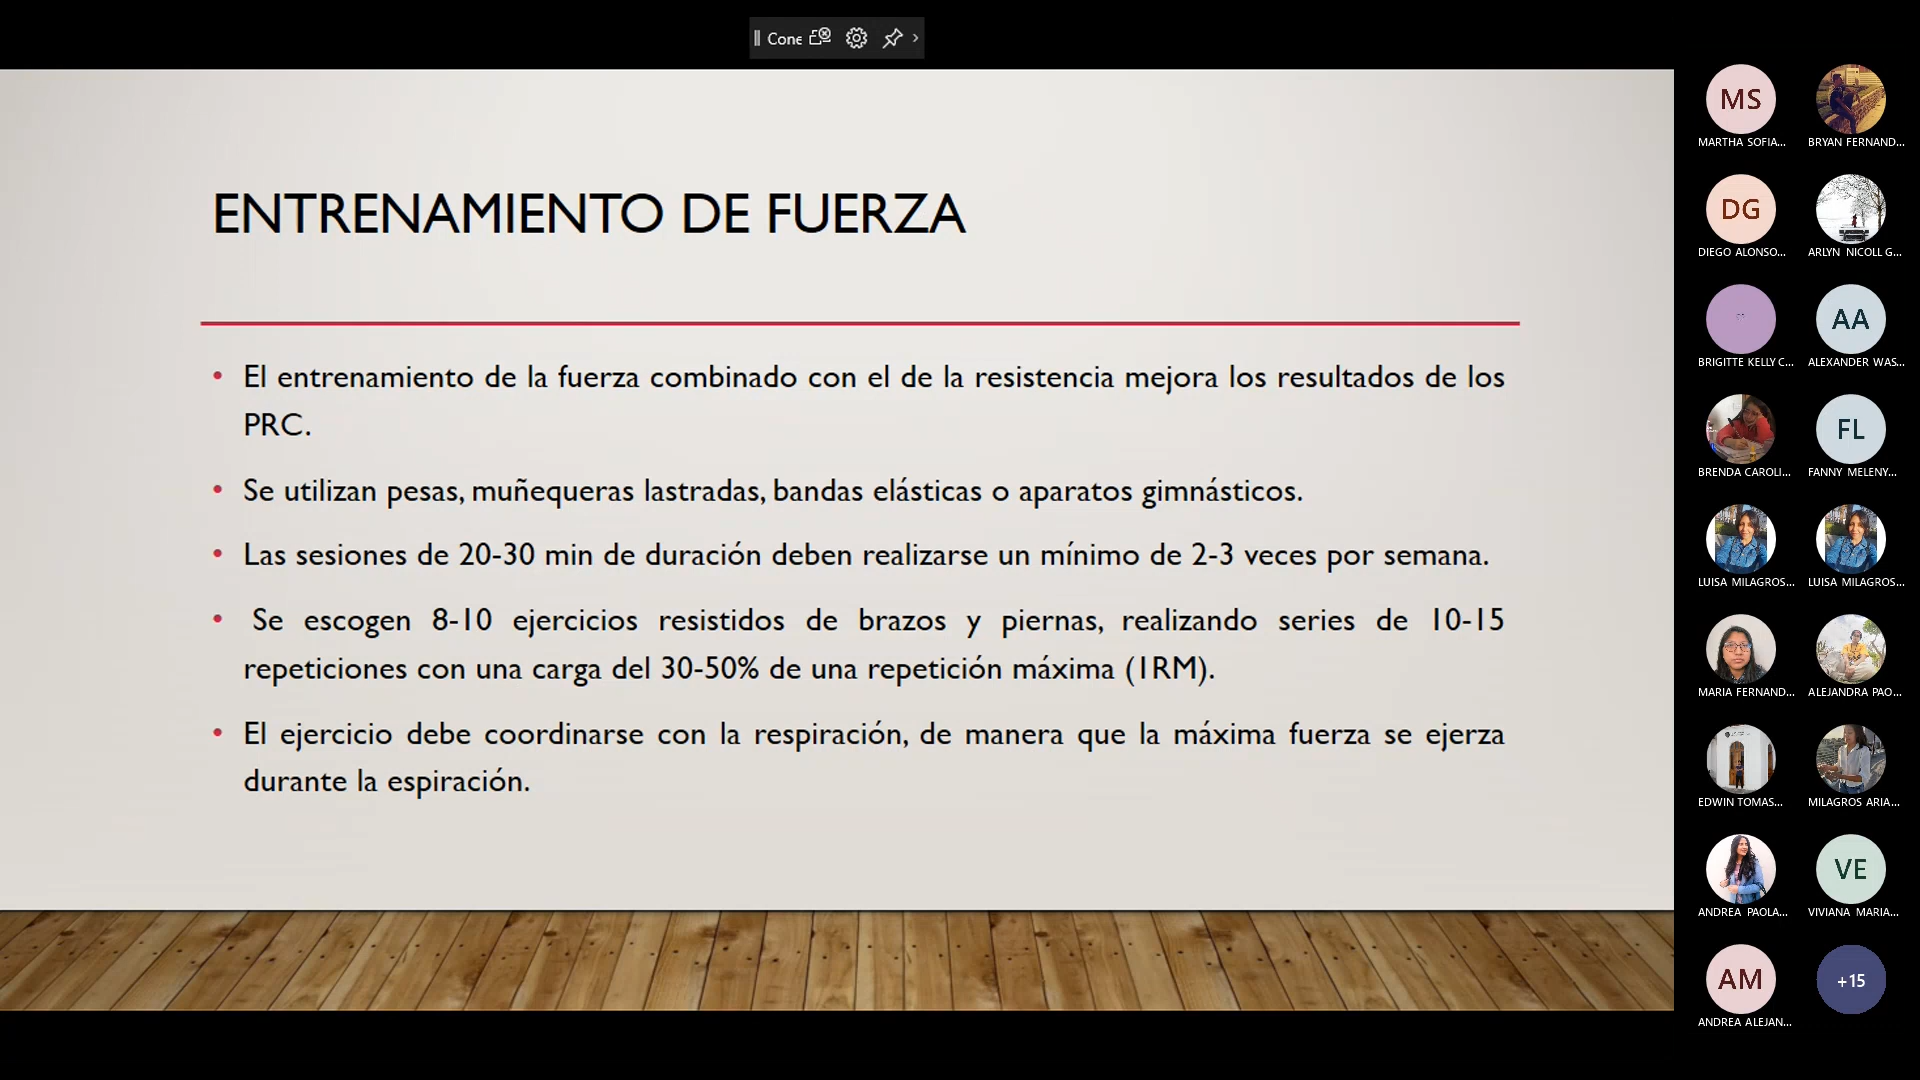 Cone
ENTRENAMIENTO DE FUERZA
• El entrenamiento de la fuerza combinado con el de la resistencia mejora los resultados de los
PRC.
• Se utilizan pesas, muñequeras lastradas, bandas elásticas o aparatos gimnásticos.
• Las sesiones de 20-30 min de duración deben realizarse un mínimo de 2-3 veces por semana.
• Se escogen 8-10 ejercicios resistidos de brazos y piernas, realizando series de 10-15
repeticiones con una carga del 30-50% de una repetición máxima (1RM).
• El ejercicio debe coordinarse con la respiración, de manera que la máxima fuerza se ejerza
durante la espiración.
MS
MARTHA SOFIA...
BRYAN FERNAND...
DG
DIEGO ALONSO...
ARLYN NICOLL G...
BRIGITTE KELLY C...
AA
ALEXANDER WAS...
BRENDA CAROLI...
FL
FANNY MELENY...
LUISA MILAGROS...
LUISA MILAGROS...
MARIA FERNAND...
ALEJANDRA PAO...
EDWIN TOMAS...
MILAGROS ARIA...
ANDREA PAOLA...
VE
VIVIANA MARIA...
AM
ANDREA ALEJAN...
+15